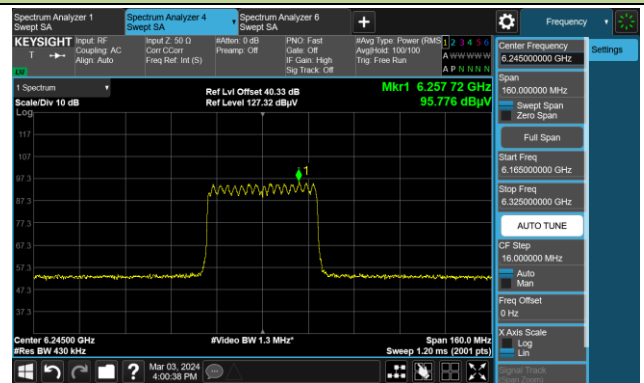 Spectrum Analyzer 1
Swept SA
Spectrum Analyzer 4
Swept SA
Spectrum Analyzer 6
Swept SA
Frequency
KEYSIGHT
Input: RF
Coupling: AC
Align: Auto
Input Z: 50 Ω
Corr CCorr
Freq Ref: Int (S)
#Atten: 0 dB
Preamp: Off
PNO: Fast
Gate: Off
IF Gain: High
Sig Track: Off
#Avg Type: Power (RMS)
Avg|Hold: 100/100
Trig: Free Run
1 2 3 4 5 6
A W W W W W
A P N N N N
T
1 Spectrum
Scale/Div 10 dB
Log
Ref Lvl Offset 40.33 dB
Ref Level 127.32 dBµV
Mkr1 6.257 72 GHz
95.776 dBµV
1
117
107
97.3
87.3
77.3
67.3
57.3
47.3
37.3
Center 6.24500 GHz
#Res BW 430 kHz
#Video BW 1.3 MHz*
Span 160.0 MHz
Sweep 1.20 ms (2001 pts)
Mar 03, 2024
4:00:38 PM
Center Frequency
6.245000000 GHz
Settings
Span
160.000000 MHz
Swept Span
Zero Span
Full Span
Start Freq
6.165000000 GHz
Stop Freq
6.325000000 GHz
AUTO TUNE
CF Step
16.000000 MHz
Auto
Man
Freq Offset
0 Hz
X Axis Scale
Log
Lin
Signal Track
(Span Zoom)